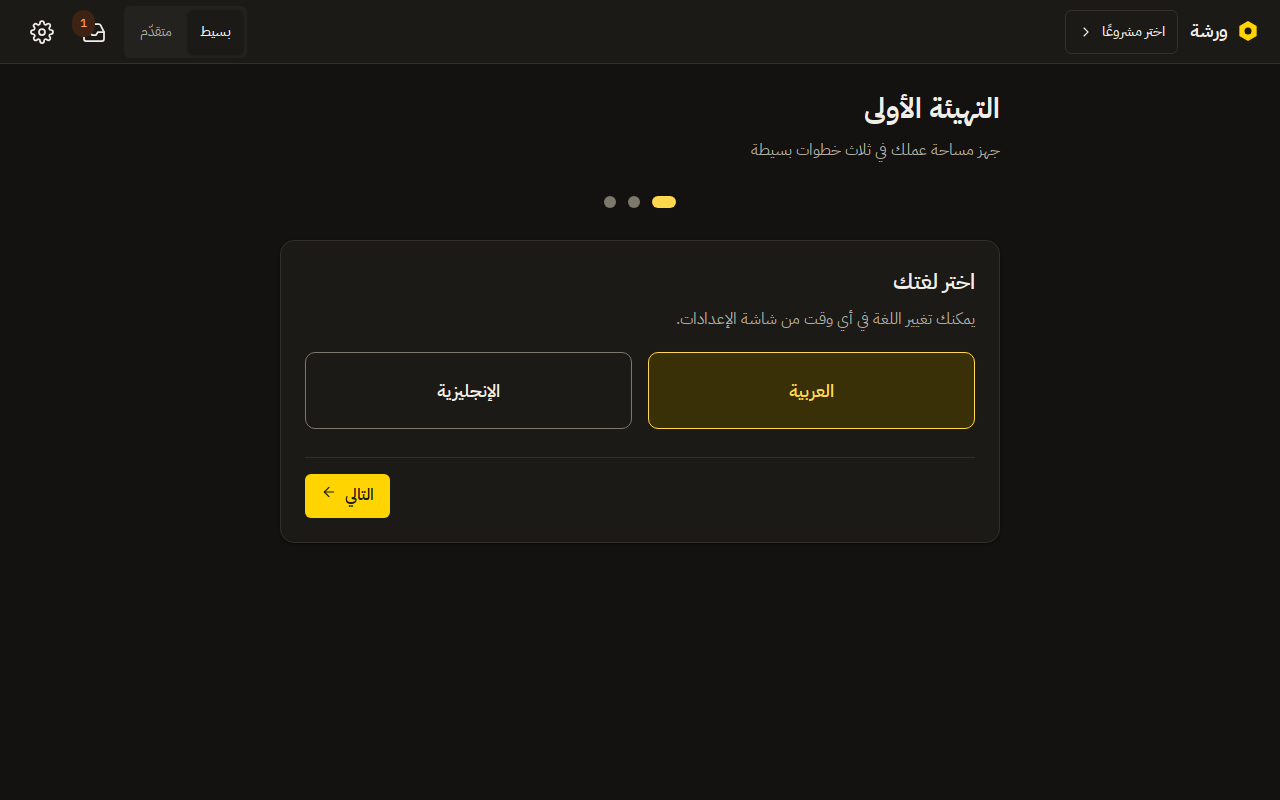 ورشة
اختر مشروعًا
بسيط
متقدّم
1
التهيئة الأولى
جهز مساحة عملك في ثلاث خطوات بسيطة
اختر لغتك
يمكنك تغيير اللغة في أي وقت من شاشة الإعدادات.
العربية
الإنجليزية
التالي